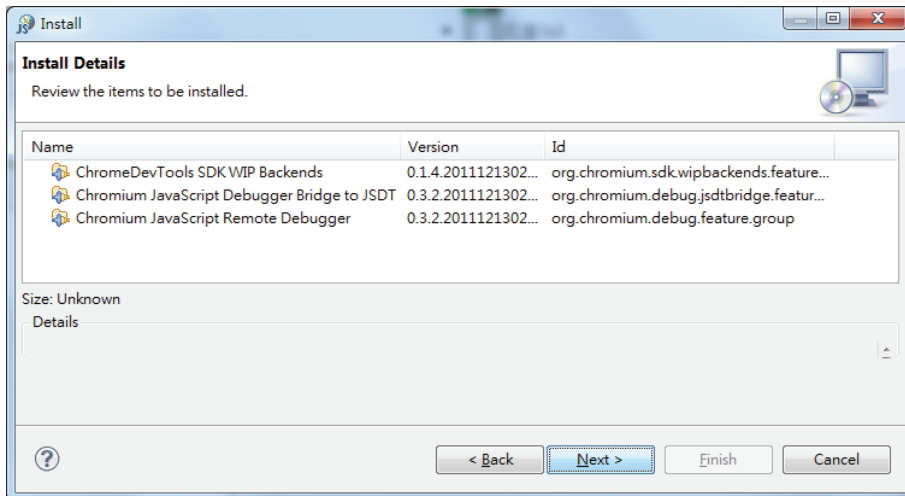 Install
Install Details
Review the items to be installed.
Name Version Id
ChromeDevTools SDK WIP Backends 0.1.4.2011121302... org.chromium.sdk.wipbackends.feature...
Chromium JavaScript Debugger Bridge to JSDT 0.3.2.2011121302... org.chromium.debug.jsdtbridge.featur...
Chromium JavaScript Remote Debugger 0.3.2.2011121302... org.chromium.debug.feature.group
Size: Unknown
Details
< Back Next > Finish Cancel